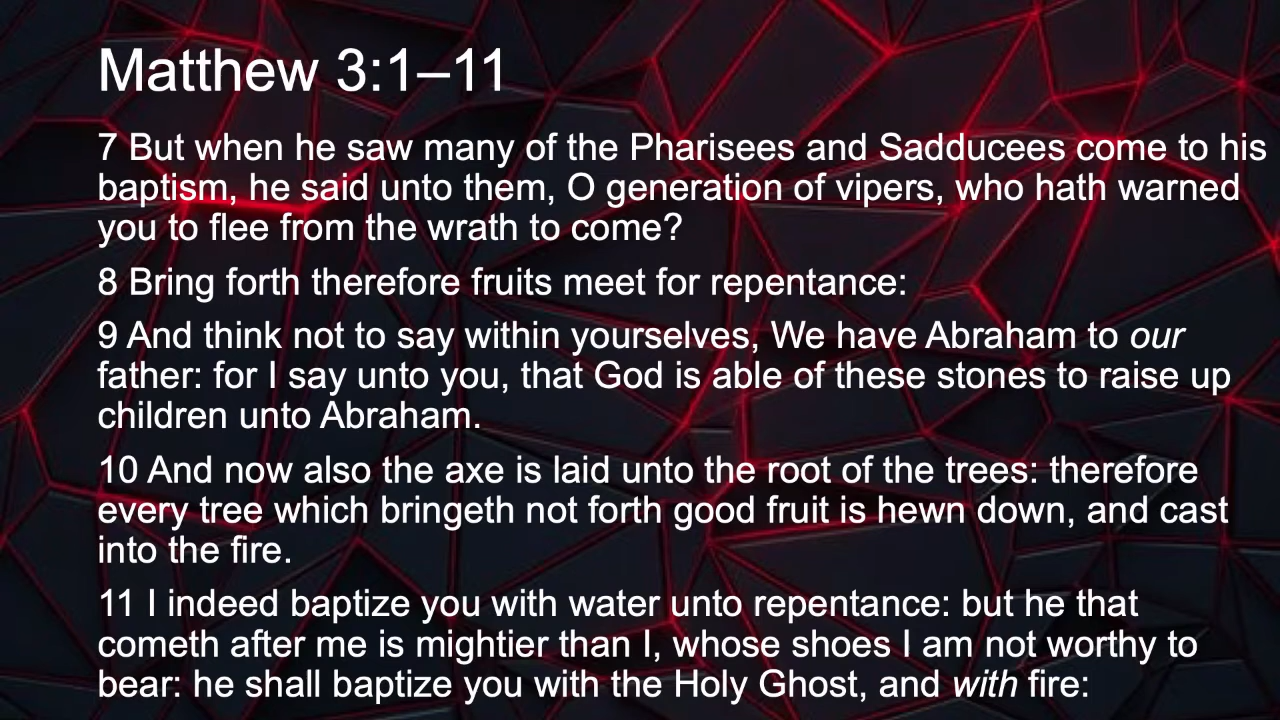 Matthew 3:1–11
7 But when he saw many of the Pharisees and Sadducees come to his
baptism, he said unto them, O generation of vipers, who hath warned
you to flee from the wrath to come?
8 Bring forth therefore fruits meet for repentance:
9 And think not to say within yourselves, We have Abraham to our
father: for I say unto you, that God is able of these stones to raise up
children unto Abraham.
10 And now also the axe is laid unto the root of the trees: therefore
every tree which bringeth not forth good fruit is hewn down, and cast
into the fire.
11 I indeed baptize you with water unto repentance: but he that
cometh after me is mightier than I, whose shoes I am not worthy to
bear: he shall baptize you with the Holy Ghost, and with fire: